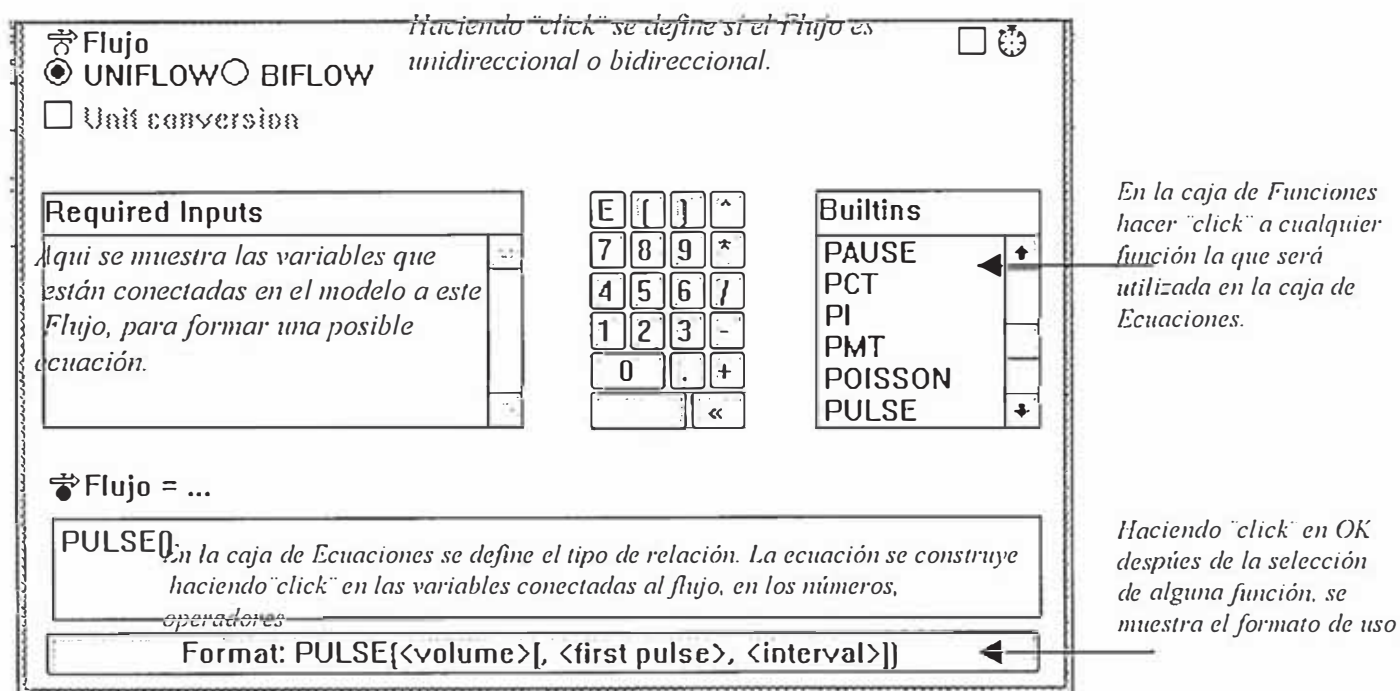 Flujo
Haciendo ¨click¨ se define si el Flujo es
unidireccional o bidireccional.
UNIFLOW BIFLOW
Unit conversion
Required Inputs
Aqui se muestra las variables que
están conectadas en el modelo a este
Flujo, para formar una posible
ecuación.
E ( ) ^
7 8 9 *
4 5 6 /
1 2 3 -
0 . +
«
Builtins
PAUSE
PCT
PI
PMT
POISSON
PULSE
En la caja de Funciones
hacer ¨click¨ a cualquier
función la que será
utilizada en la caja de
Ecuaciones.
Flujo = ...
PULSE()
En la caja de Ecuaciones se define el tipo de relación. La ecuación se construye
haciendo¨click¨ en las variables conectadas al flujo, en los números,
operadores
Format: PULSE(<volume>[, <first pulse>, <interval>])
Haciendo ¨click¨ en OK
despúes de la selección
de alguna función, se
muestra el formato de uso